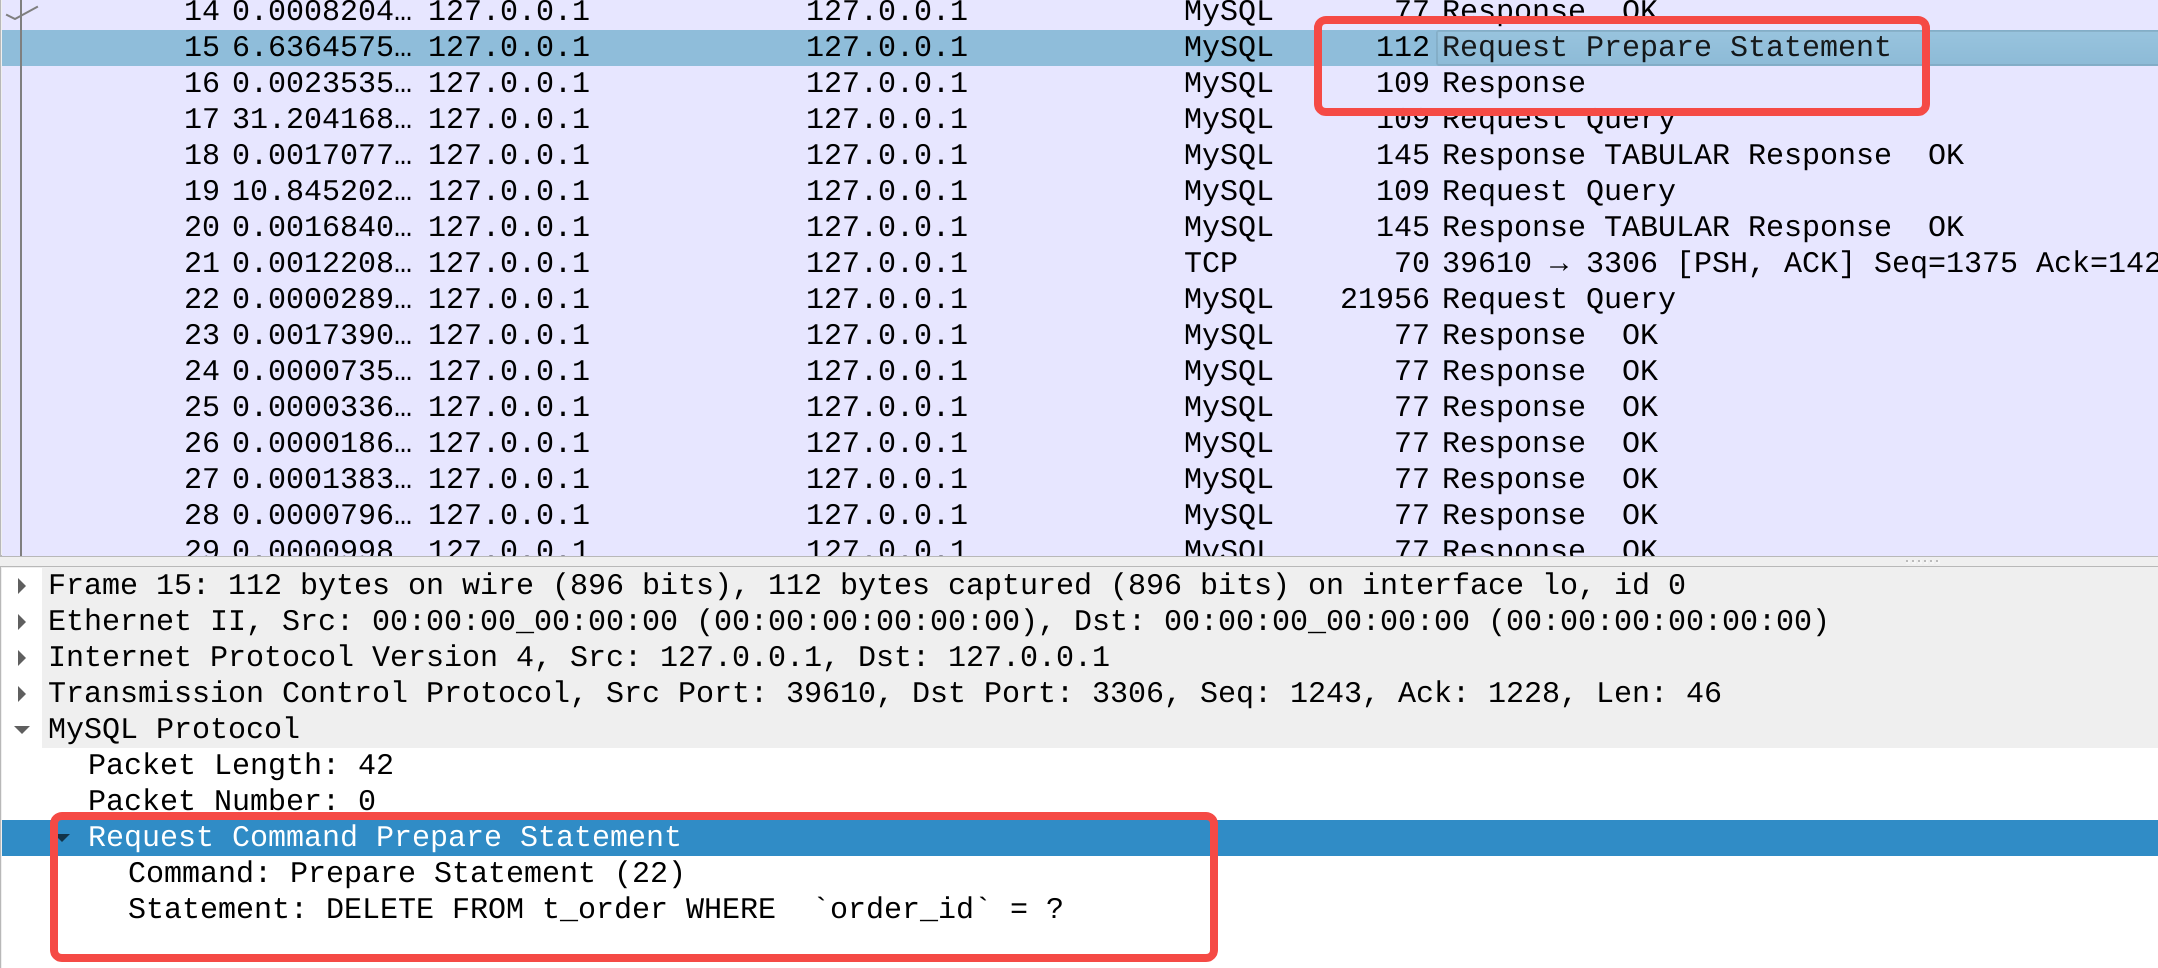 14 0.0008204… 127.0.0.1 127.0.0.1 MySQL 77 Response  OK
15 6.6364575… 127.0.0.1 127.0.0.1 MySQL 112 Request Prepare Statement
16 0.0023535… 127.0.0.1 127.0.0.1 MySQL 109 Response
17 31.204168… 127.0.0.1 127.0.0.1 MySQL 109 Request Query
18 0.0017077… 127.0.0.1 127.0.0.1 MySQL 145 Response TABULAR Response  OK
19 10.845202… 127.0.0.1 127.0.0.1 MySQL 109 Request Query
20 0.0016840… 127.0.0.1 127.0.0.1 MySQL 145 Response TABULAR Response  OK
21 0.0012208… 127.0.0.1 127.0.0.1 TCP 70 39610 → 3306 [PSH, ACK] Seq=1375 Ack=142
22 0.0000289… 127.0.0.1 127.0.0.1 MySQL 21956 Request Query
23 0.0017390… 127.0.0.1 127.0.0.1 MySQL 77 Response  OK
24 0.0000735… 127.0.0.1 127.0.0.1 MySQL 77 Response  OK
25 0.0000336… 127.0.0.1 127.0.0.1 MySQL 77 Response  OK
26 0.0000186… 127.0.0.1 127.0.0.1 MySQL 77 Response  OK
27 0.0001383… 127.0.0.1 127.0.0.1 MySQL 77 Response  OK
28 0.0000796… 127.0.0.1 127.0.0.1 MySQL 77 Response  OK
29 0.0000998 127.0.0.1 127.0.0.1 MySQL 77 Response  OK
Frame 15: 112 bytes on wire (896 bits), 112 bytes captured (896 bits) on interface lo, id 0
Ethernet II, Src: 00:00:00_00:00:00 (00:00:00:00:00:00), Dst: 00:00:00_00:00:00 (00:00:00:00:00:00)
Internet Protocol Version 4, Src: 127.0.0.1, Dst: 127.0.0.1
Transmission Control Protocol, Src Port: 39610, Dst Port: 3306, Seq: 1243, Ack: 1228, Len: 46
MySQL Protocol
Packet Length: 42
Packet Number: 0
Request Command Prepare Statement
Command: Prepare Statement (22)
Statement: DELETE FROM t_order WHERE  `order_id` = ?